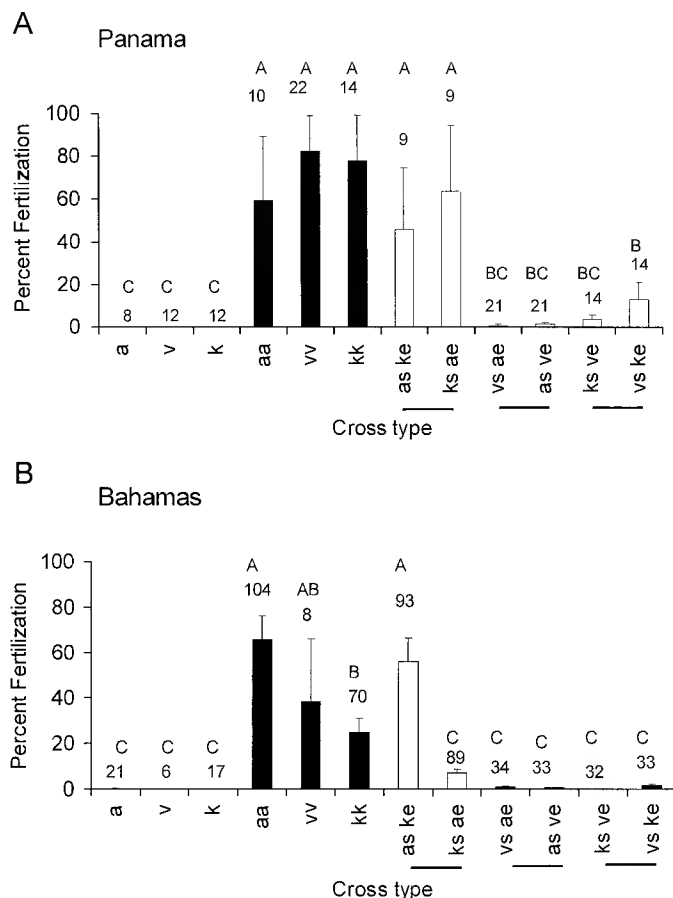 A
Panama
A A A A A
10 22 14 9 9
C C C BC BC BC B
8 12 12 21 21 14 14
Percent Fertilization
100
80
60
40
20
0
a v k aa vv kk as ke ks ae vs ae as ve ks ve vs ke
Cross type
B
Bahamas
A AB B A
104 8 70 93
C C C C C C C C
21 6 17 89 34 33 32 33
Percent Fertilization
100
80
60
40
20
0
a v k aa vv kk as ke ks ae vs ae as ve ks ve vs ke
Cross type